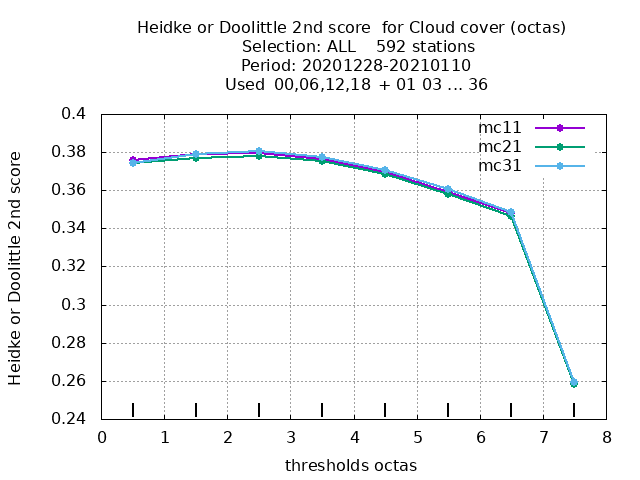 Heidke or Doolittle 2nd score  for Cloud cover (octas)
Selection: ALL    592 stations
Period: 20201228-20210110
Used  00,06,12,18  + 01 03 ... 36
mc11
mc21
mc31
Heidke or Doolittle 2nd score
0.4
0.38
0.36
0.34
0.32
0.3
0.28
0.26
0.24
0 1 2 3 4 5 6 7 8
thresholds octas